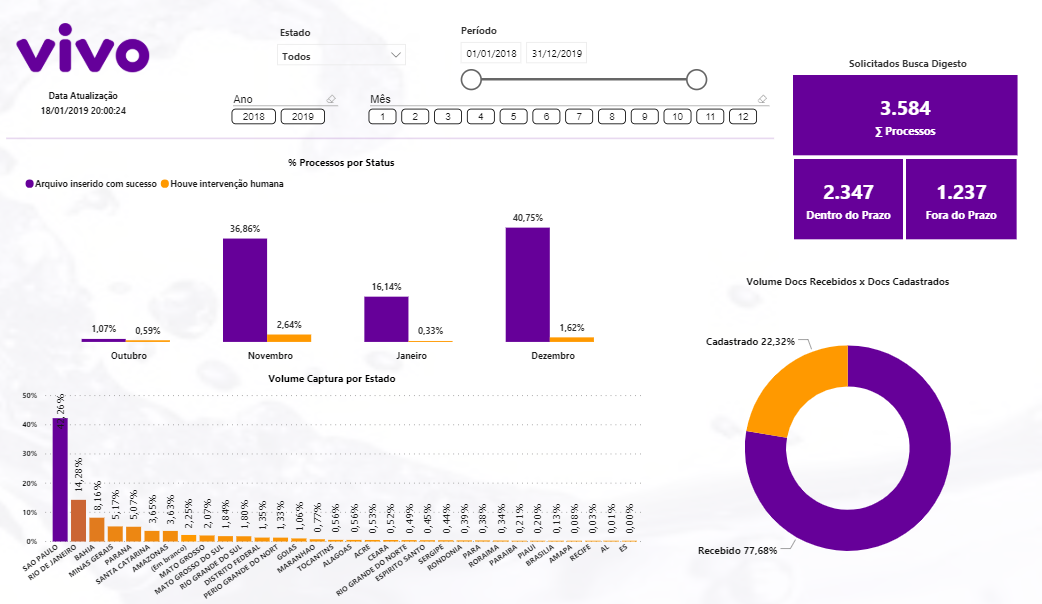 vivo
Data Atualização
18/01/2019 20:00:24
Estado
Todos
Período
01/01/2018 31/12/2019
Ano
2018 2019
Mês
1 2 3 4 5 6 7 8 9 10 11 12
Solicitados Busca Digesto
3.584
∑ Processos
2.347
Dentro do Prazo
1.237
Fora do Prazo
% Processos por Status
Arquivo inserido com sucesso Houve intervenção humana
1,07% 0,59%
36,86% 2,64%
16,14% 0,33%
40,75% 1,62%
Outubro Novembro Janeiro Dezembro
Volume Captura por Estado
50%
40%
30%
20%
10%
0%
14,28% 8,16% 5,17% 5,07% 3,65% 3,63% 2,25% 2,07% 1,84% 1,80% 1,35% 1,33% 1,06% 0,77% 0,56% 0,56% 0,53% 0,52% 0,49% 0,45% 0,44% 0,39% 0,38% 0,34% 0,21% 0,20% 0,13% 0,08% 0,03% 0,01% 0,00%
SAO PAULO
RIO DE JANEIRO
BAHIA
MINAS GERAIS
PARANA
SANTA CATARINA
AMAZONAS
(Em branco)
MATO GROSSO
MATO GROSSO DO SUL
RIO GRANDE DO SUL
DISTRITO FEDERAL
PERIO GRANDE DO NORT
GOIAS
MARANHAO
TOCANTINS
ALAGOAS
ACRE
CEARA
RIO GRANDE DO NORTE
ESPIRITO SANTO
SERGIPE
RONDONIA
PARA
RORAIMA
PARAIBA
PIAUI
BRASILIA
AMAPA
RECIFE
AL
ES
Volume Docs Recebidos x Docs Cadastrados
Cadastrado 22,32%
Recebido 77,68%